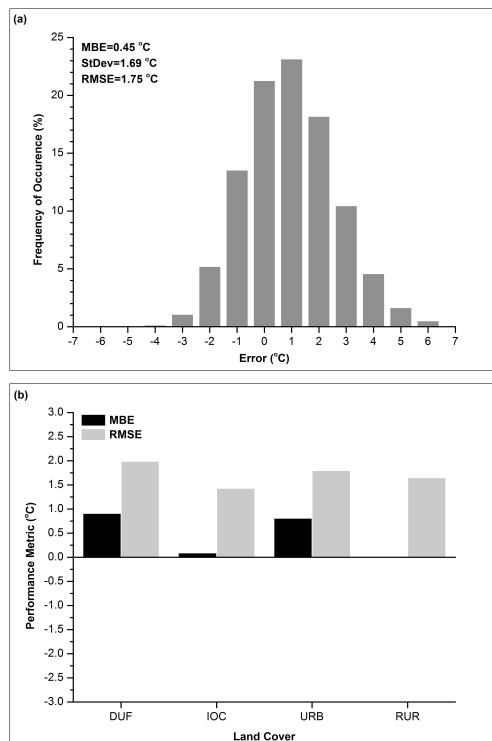 (a)
MBE=0.45 °C
StDev=1.69 °C
RMSE=1.75 °C
Frequency of Occurence (%)
25
20
15
10
5
0
-7 -6 -5 -4 -3 -2 -1 0 1 2 3 4 5 6 7
Error (°C)
(b)
MBE
RMSE
Performance Metric (°C)
3.0
2.5
2.0
1.5
1.0
0.5
0.0
-0.5
-1.0
-1.5
-2.0
-2.5
-3.0
DUF IOC URB RUR
Land Cover